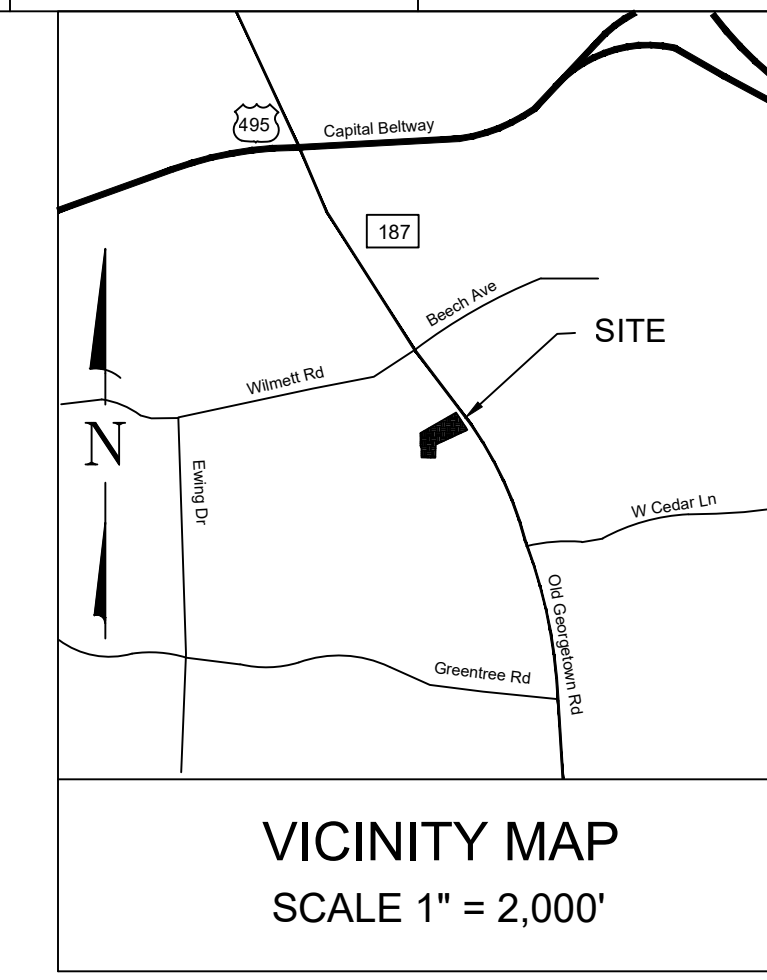 495
Capital Beltway
187
Beech Ave
SITE
Wilmett Rd
N
Ewing Dr
W Cedar Ln
Old Georgetown Rd
Greentree Rd
VICINITY MAP
SCALE 1" = 2,000'